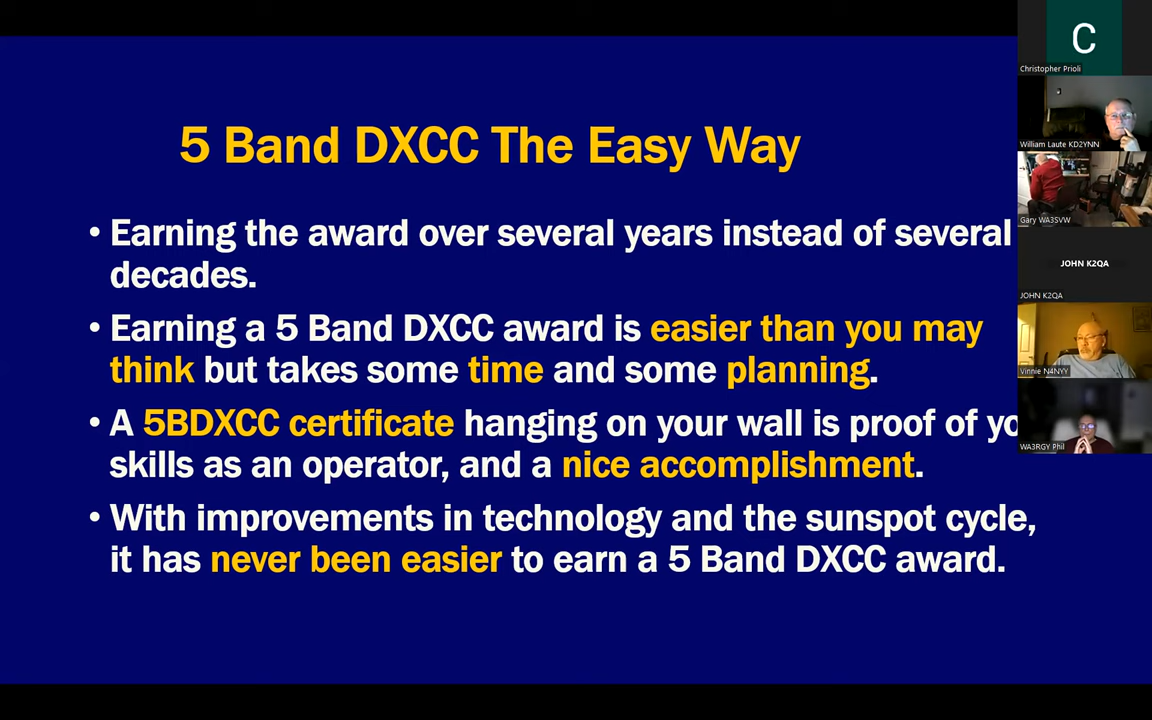 5 Band DXCC The Easy Way
• Earning the award over several years instead of several
decades.
• Earning a 5 Band DXCC award is easier than you may
think but takes some time and some planning.
• A 5BDXCC certificate hanging on your wall is proof of yo
skills as an operator, and a nice accomplishment.
• With improvements in technology and the sunspot cycle,
it has never been easier to earn a 5 Band DXCC award.
C
Christopher Prioli
William Laute KD2YNN
Gary WA3SVW
JOHN K2QA
JOHN K2QA
Vinnie N4NYY
WA3RGY Phil